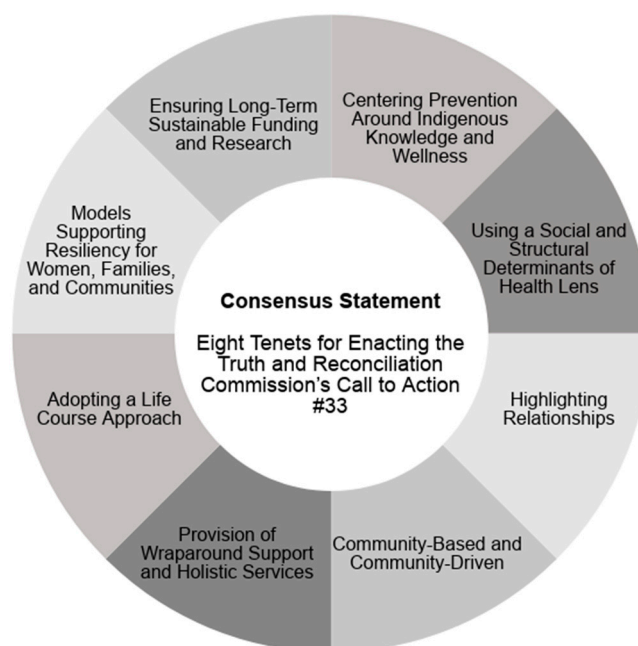 Consensus Statement
Eight Tenets for Enacting the
Truth and Reconciliation
Commission's Call to Action
#33
Centering Prevention
Around Indigenous
Knowledge and
Wellness
Using a Social and
Structural
Determinants of
Health Lens
Highlighting
Relationships
Community-Based and
Community-Driven
Provision of
Wraparound Support
and Holistic Services
Adopting a Life
Course Approach
Models
Supporting
Resiliency for
Women, Families,
and Communities
Ensuring Long-Term
Sustainable Funding
and Research